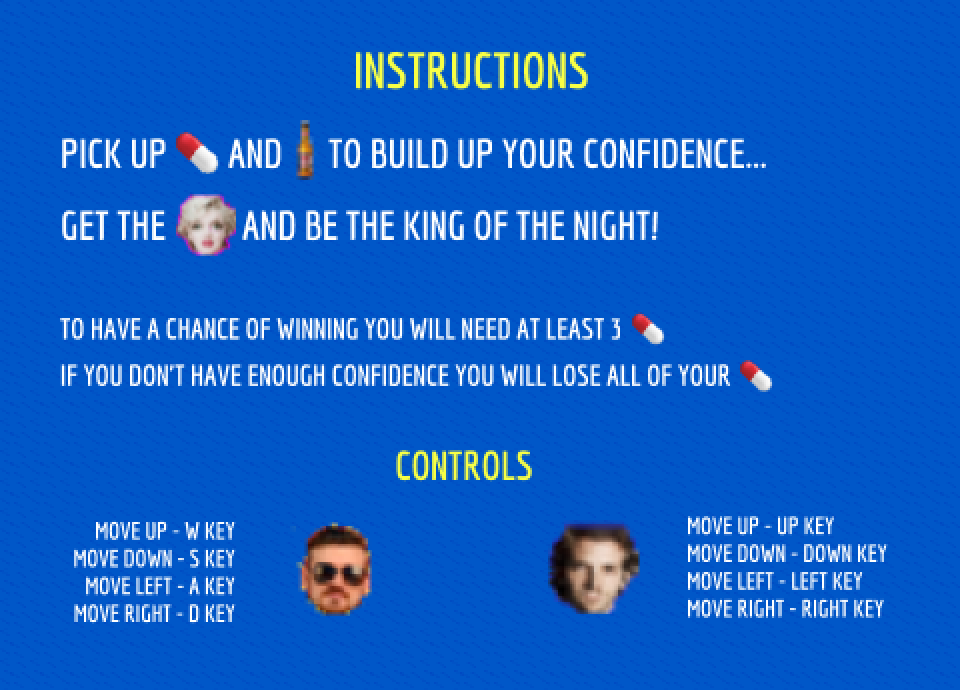 INSTRUCTIONS
PICK UP AND TO BUILD UP YOUR CONFIDENCE...
GET THE AND BE THE KING OF THE NIGHT!
TO HAVE A CHANCE OF WINNING YOU WILL NEED AT LEAST 3
IF YOU DON'T HAVE ENOUGH CONFIDENCE YOU WILL LOSE ALL OF YOUR
CONTROLS
MOVE UP - W KEY
MOVE DOWN - S KEY
MOVE LEFT - A KEY
MOVE RIGHT - D KEY
MOVE UP - UP KEY
MOVE DOWN - DOWN KEY
MOVE LEFT - LEFT KEY
MOVE RIGHT - RIGHT KEY